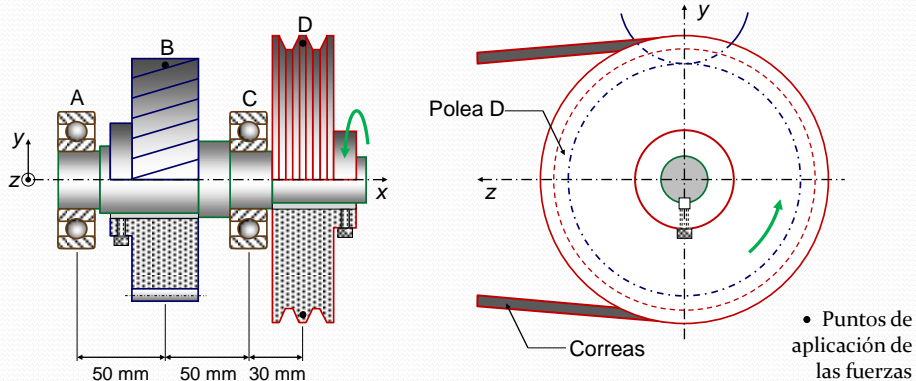 D
B
A
C
y
z
x
50 mm
50 mm
30 mm
y
Polea D
z
Correas
• Puntos de
aplicación de
las fuerzas